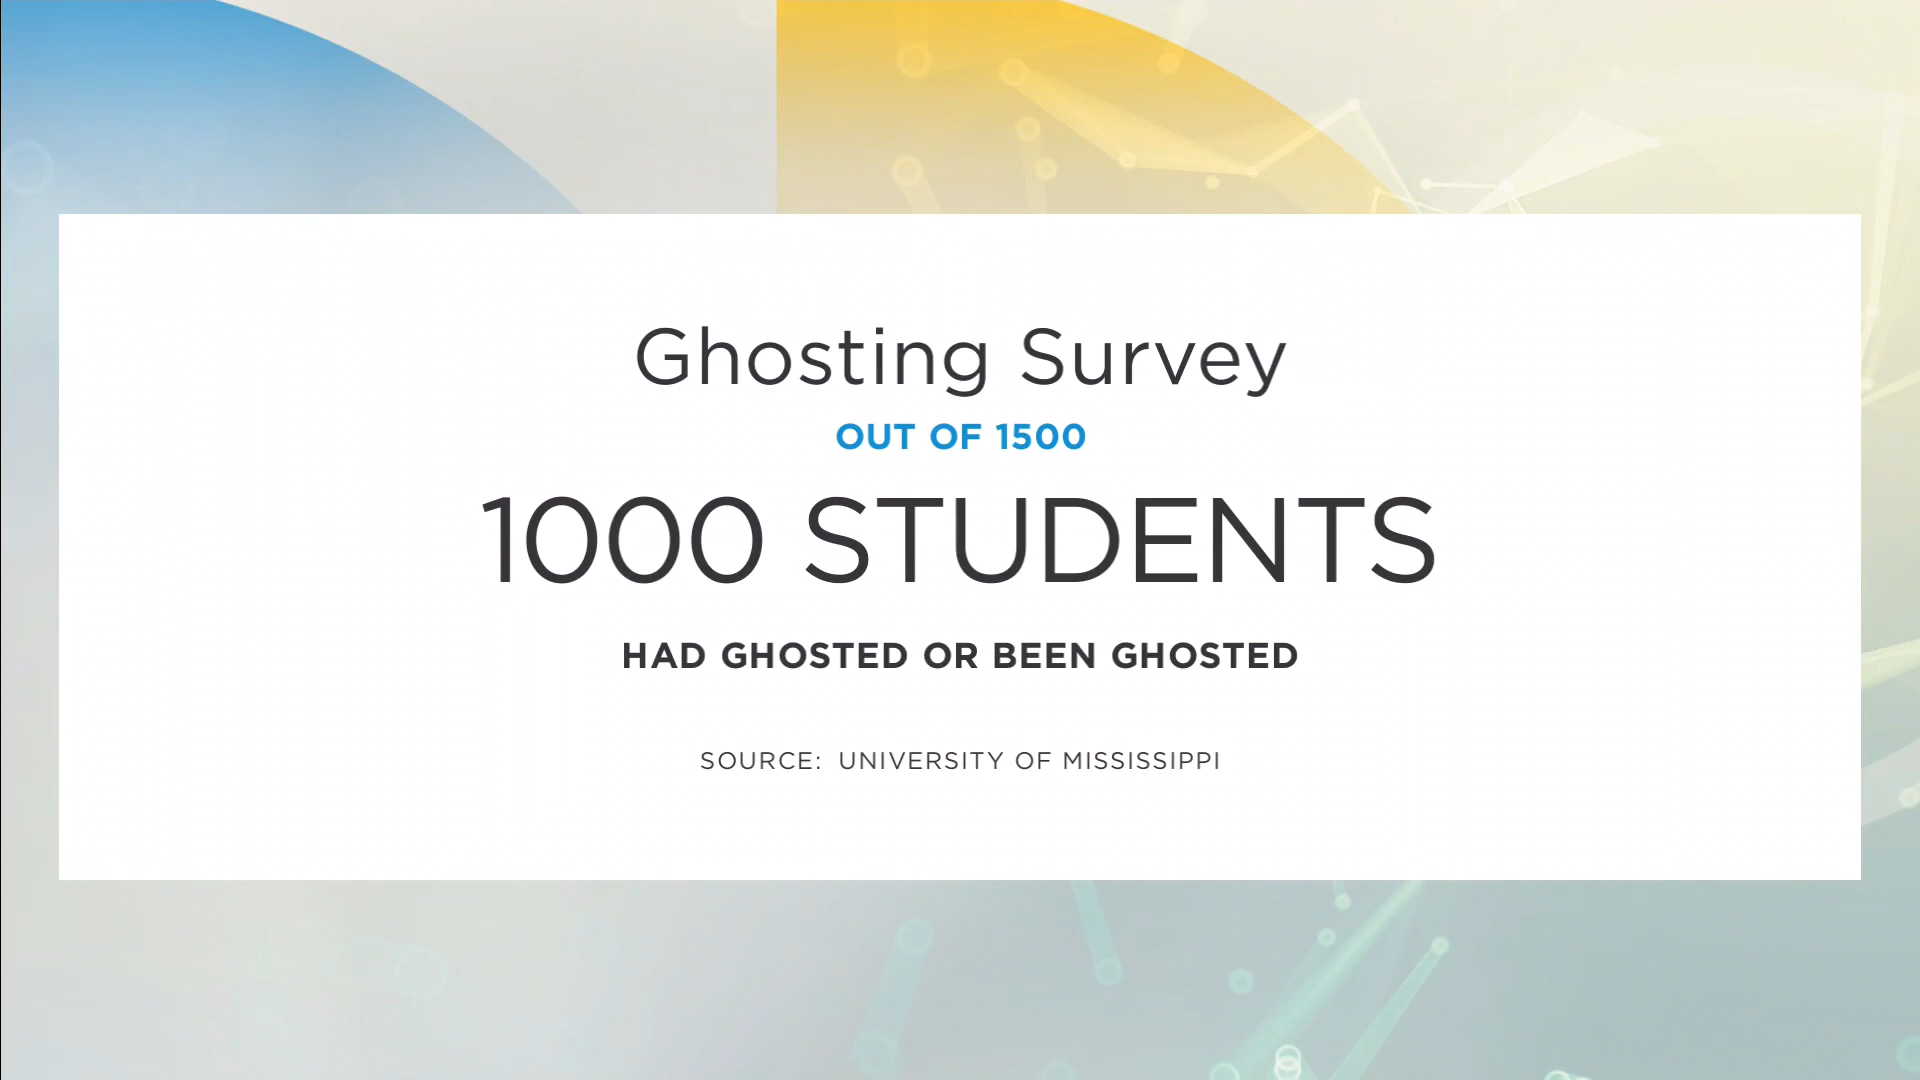 Ghosting Survey
OUT OF 1500
1000 STUDENTS
HAD GHOSTED OR BEEN GHOSTED
SOURCE: UNIVERSITY OF MISSISSIPPI